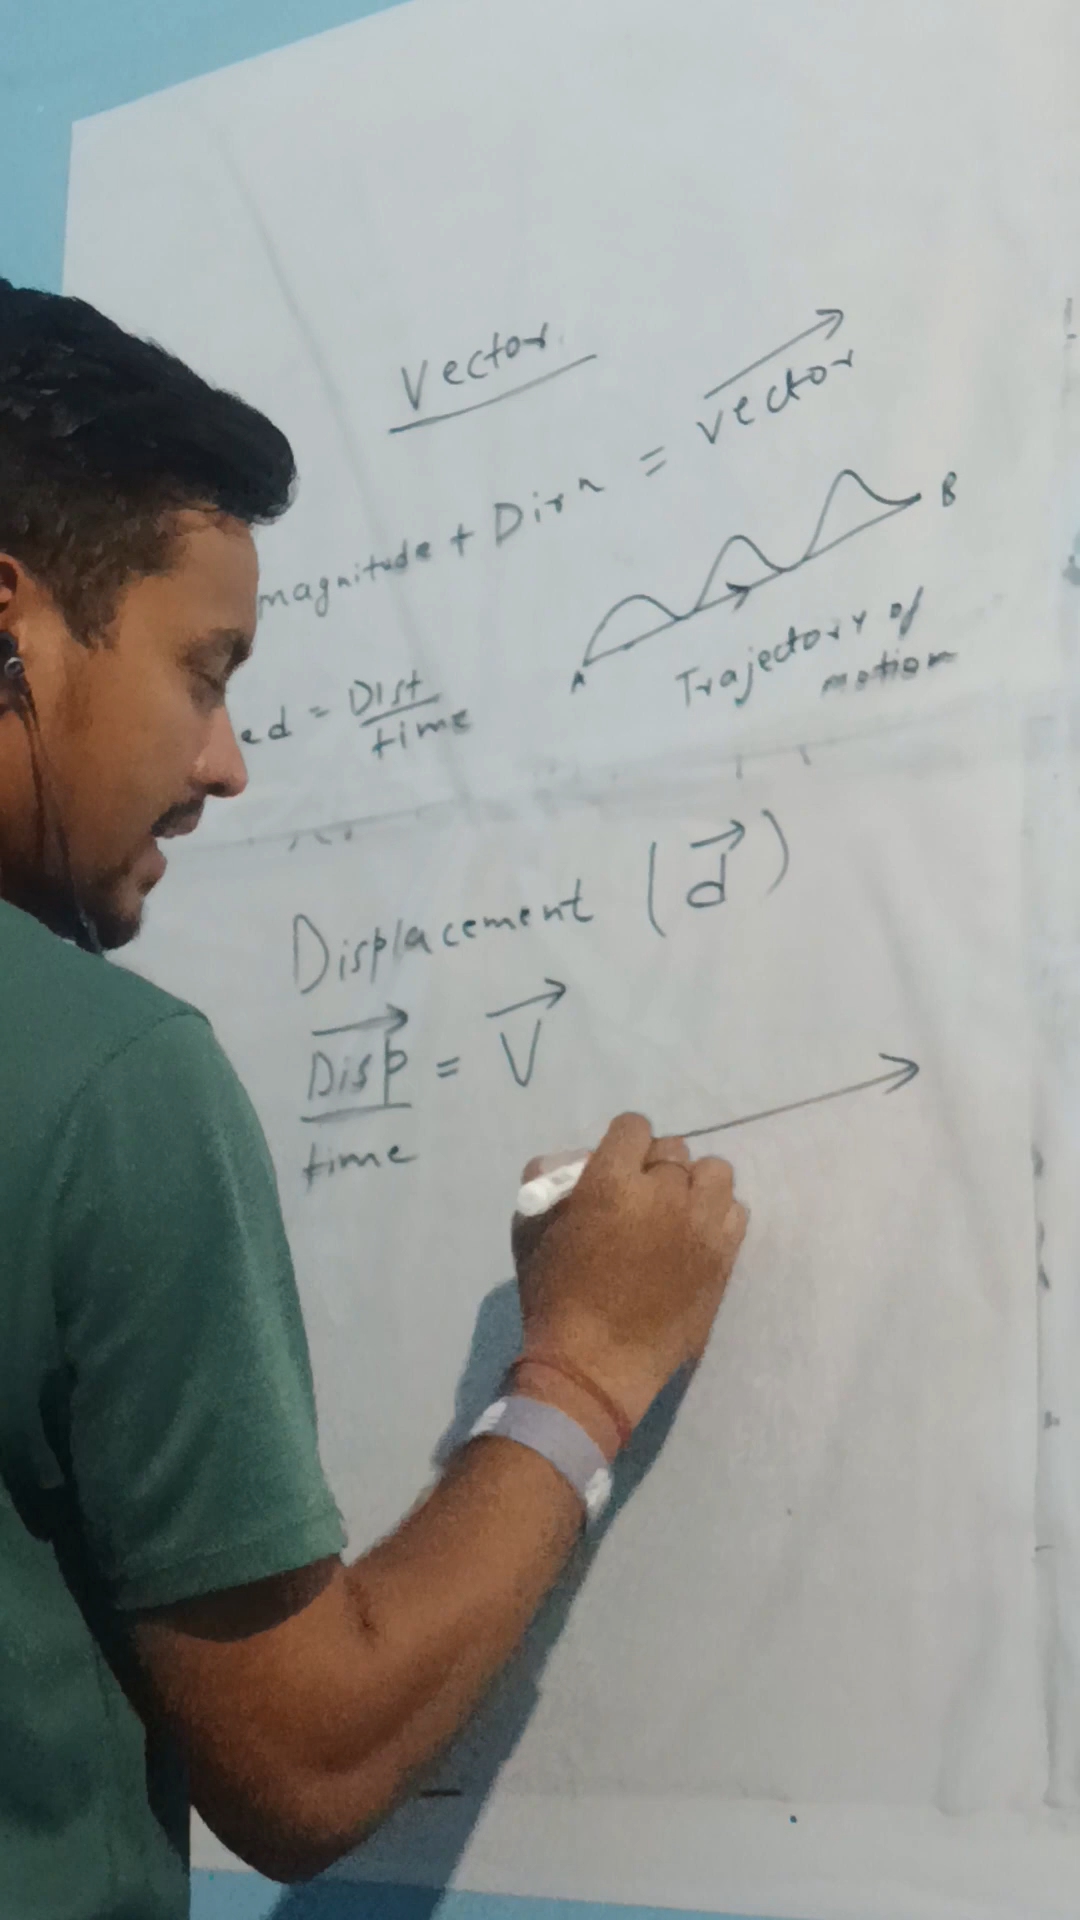 Vector
magnitude + Dirn = vector
A B
Trajectory of
motion
ed = Dist
time
Displacement (d)
Disp = V
time